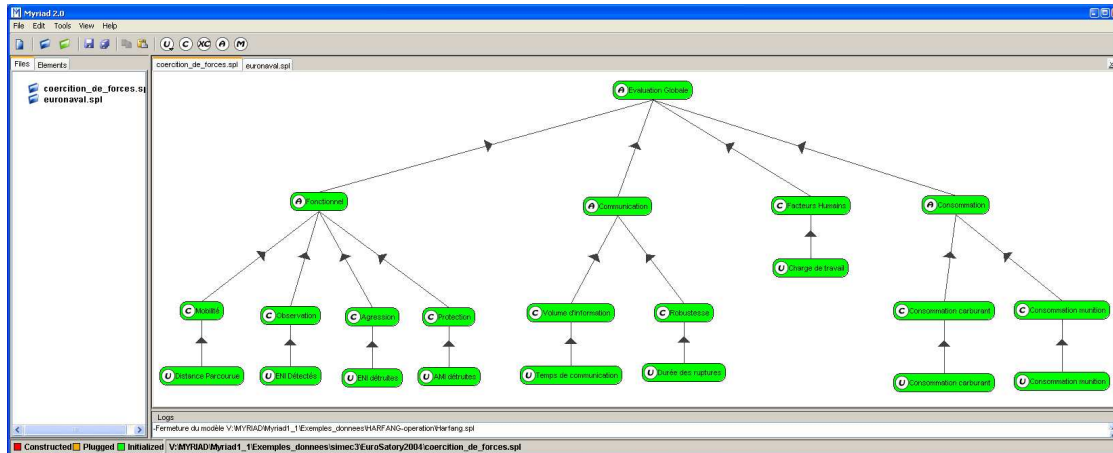 Myriad 2.0
File Edit Tools View Help
U C XC A M
Files Elements
coercition_de_forces.spl euronaval.spl
coercition_de_forces.sp
euronaval.spl
A Evaluation Globale
A Fonctionnel
A Communication
C Facteurs Humains
A Consommation
U Charge de travail
C Mobilité
C Observation
C Agression
C Protection
C Volume d'information
C Robustesse
C Consommation carburant
C Consommation munition
U Distance Parcourue
U ENI Détectés
U ENI détruites
U AMI détruites
U Temps de communication
U Durée des ruptures
U Consommation carburant
U Consommation munition
Logs
-Fermeture du modèle V:\MYRIAD\Myriad1_1\Exemples_donnees\HARFANG-operation\Harfang.spl
Constructed Plugged Initialized V:\MYRIAD\Myriad1_1\Exemples_donnees\simec3\EuroSatory2004\coercition_de_forces.spl